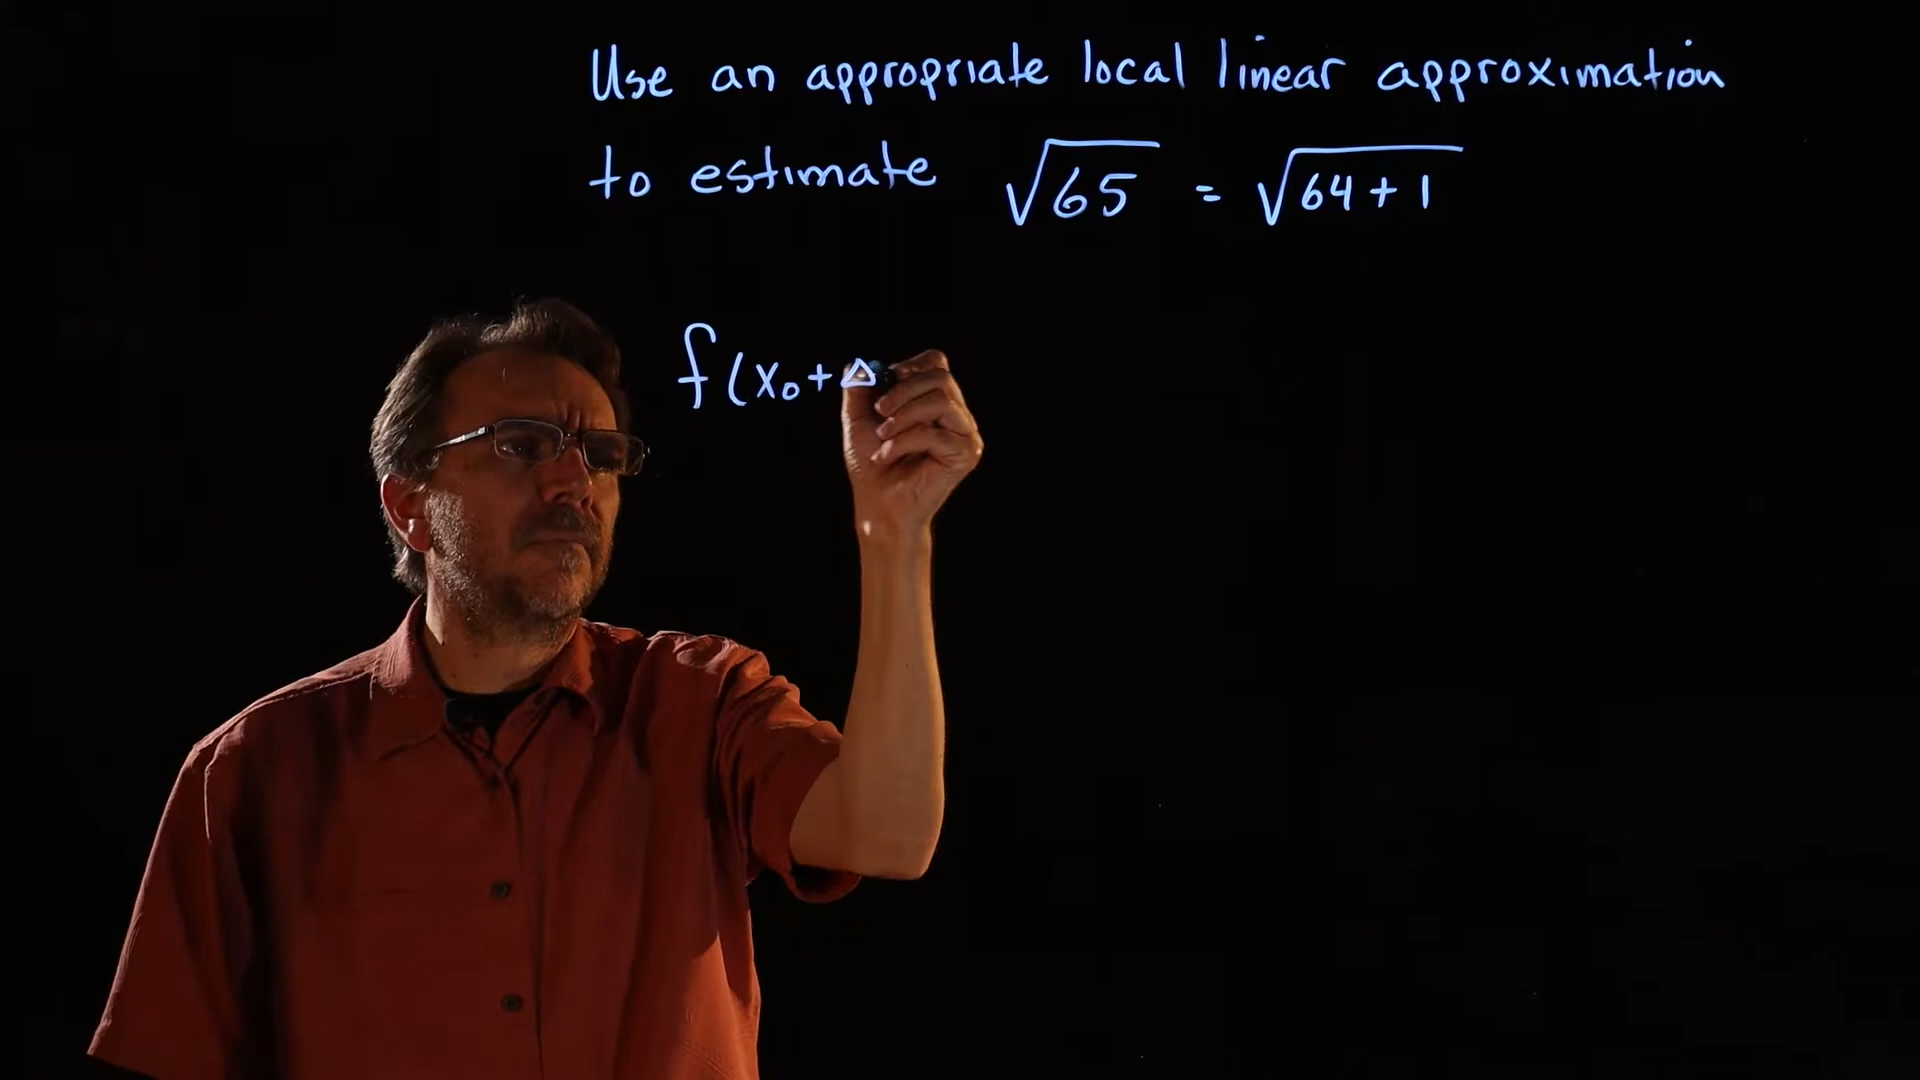 Use an appropriate local linear approximation
to estimate √65 = √64 + 1
f(x₀+Δ